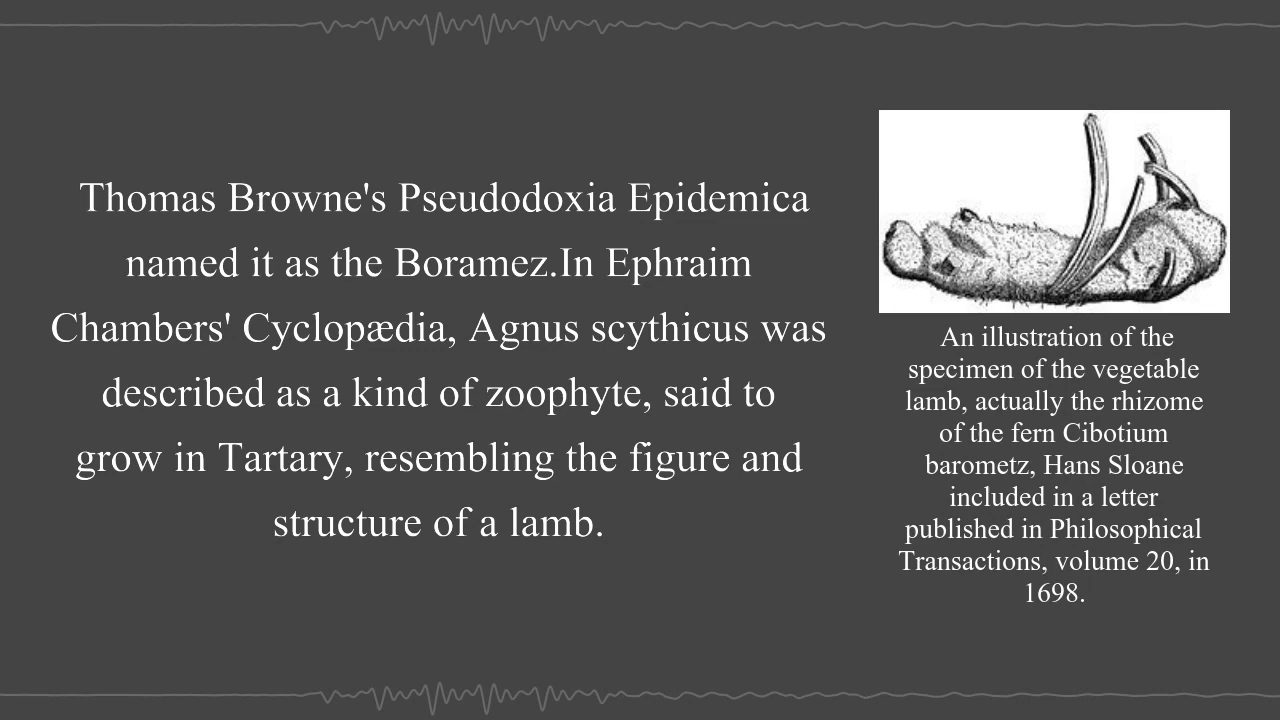 Thomas Browne's Pseudodoxia Epidemica
named it as the Boramez.In Ephraim
Chambers' Cyclopædia, Agnus scythicus was
described as a kind of zoophyte, said to
grow in Tartary, resembling the figure and
structure of a lamb.
An illustration of the
specimen of the vegetable
lamb, actually the rhizome
of the fern Cibotium
barometz, Hans Sloane
included in a letter
published in Philosophical
Transactions, volume 20, in
1698.